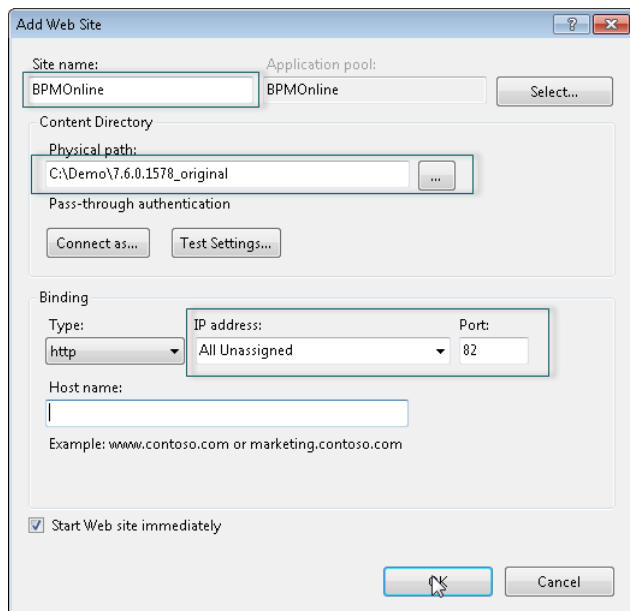 Add Web Site
Site name: Application pool:
BPMOnline BPMOnline Select...
Content Directory
Physical path:
C:\Demo\7.6.0.1578_original ...
Pass-through authentication
Connect as... Test Settings...
Binding
Type: IP address: Port:
http All Unassigned 82
Host name:
Example: www.contoso.com or marketing.contoso.com
Start Web site immediately
OK Cancel